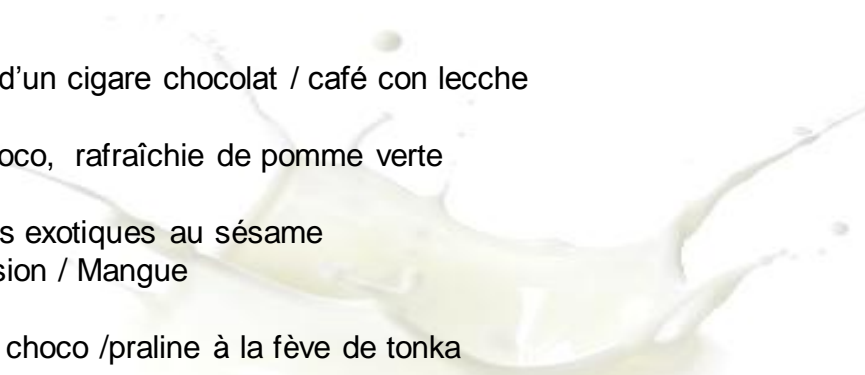 d’un cigare chocolat / café con lecche
oco, rafraîchie de pomme verte
s exotiques au sésame
sion / Mangue
choco /praline à la fève de tonka